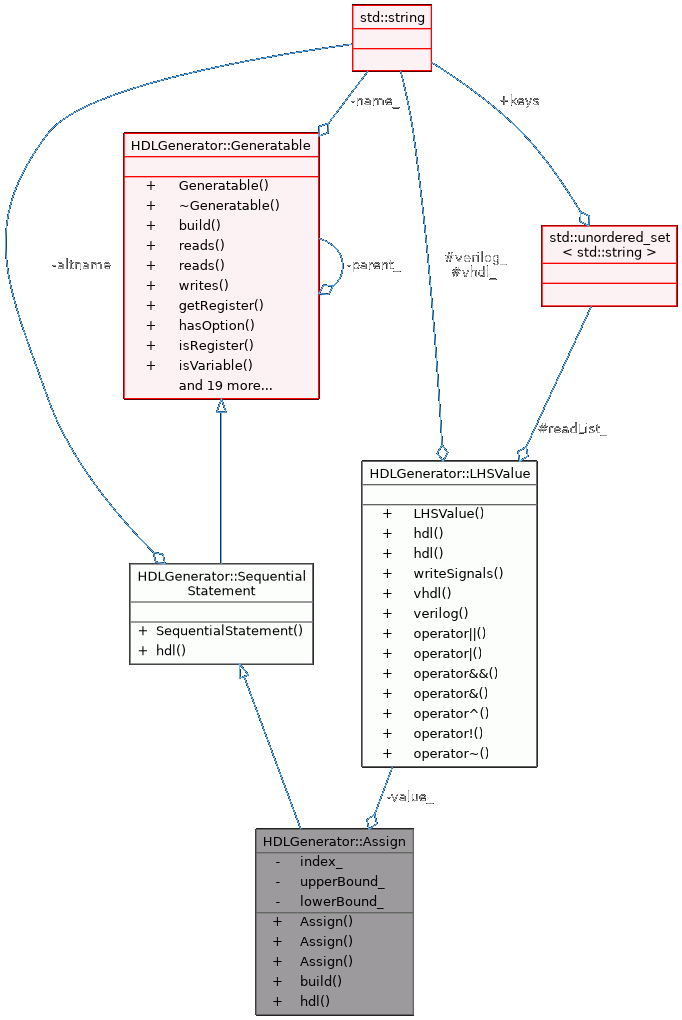 std::string
-name_
+keys
HDLGenerator::Generatable
+ Generatable()
+ ~Generatable()
+ build()
+ reads()
+ reads()
+ writes()
+ getRegister()
+ hasOption()
+ isRegister()
+ isVariable()
and 19 more...
-altname
-parent_
#verilog_
#vhdl_
std::unordered_set
< std::string >
#readList_
HDLGenerator::LHSValue
+ LHSValue()
+ hdl()
+ hdl()
+ writeSignals()
+ vhdl()
+ verilog()
+ operator||()
+ operator|()
+ operator&&()
+ operator&()
+ operator^()
+ operator!()
+ operator~()
HDLGenerator::Sequential
Statement
+ SequentialStatement()
+ hdl()
-value_
HDLGenerator::Assign
- index_
- upperBound_
- lowerBound_
+ Assign()
+ Assign()
+ Assign()
+ build()
+ hdl()